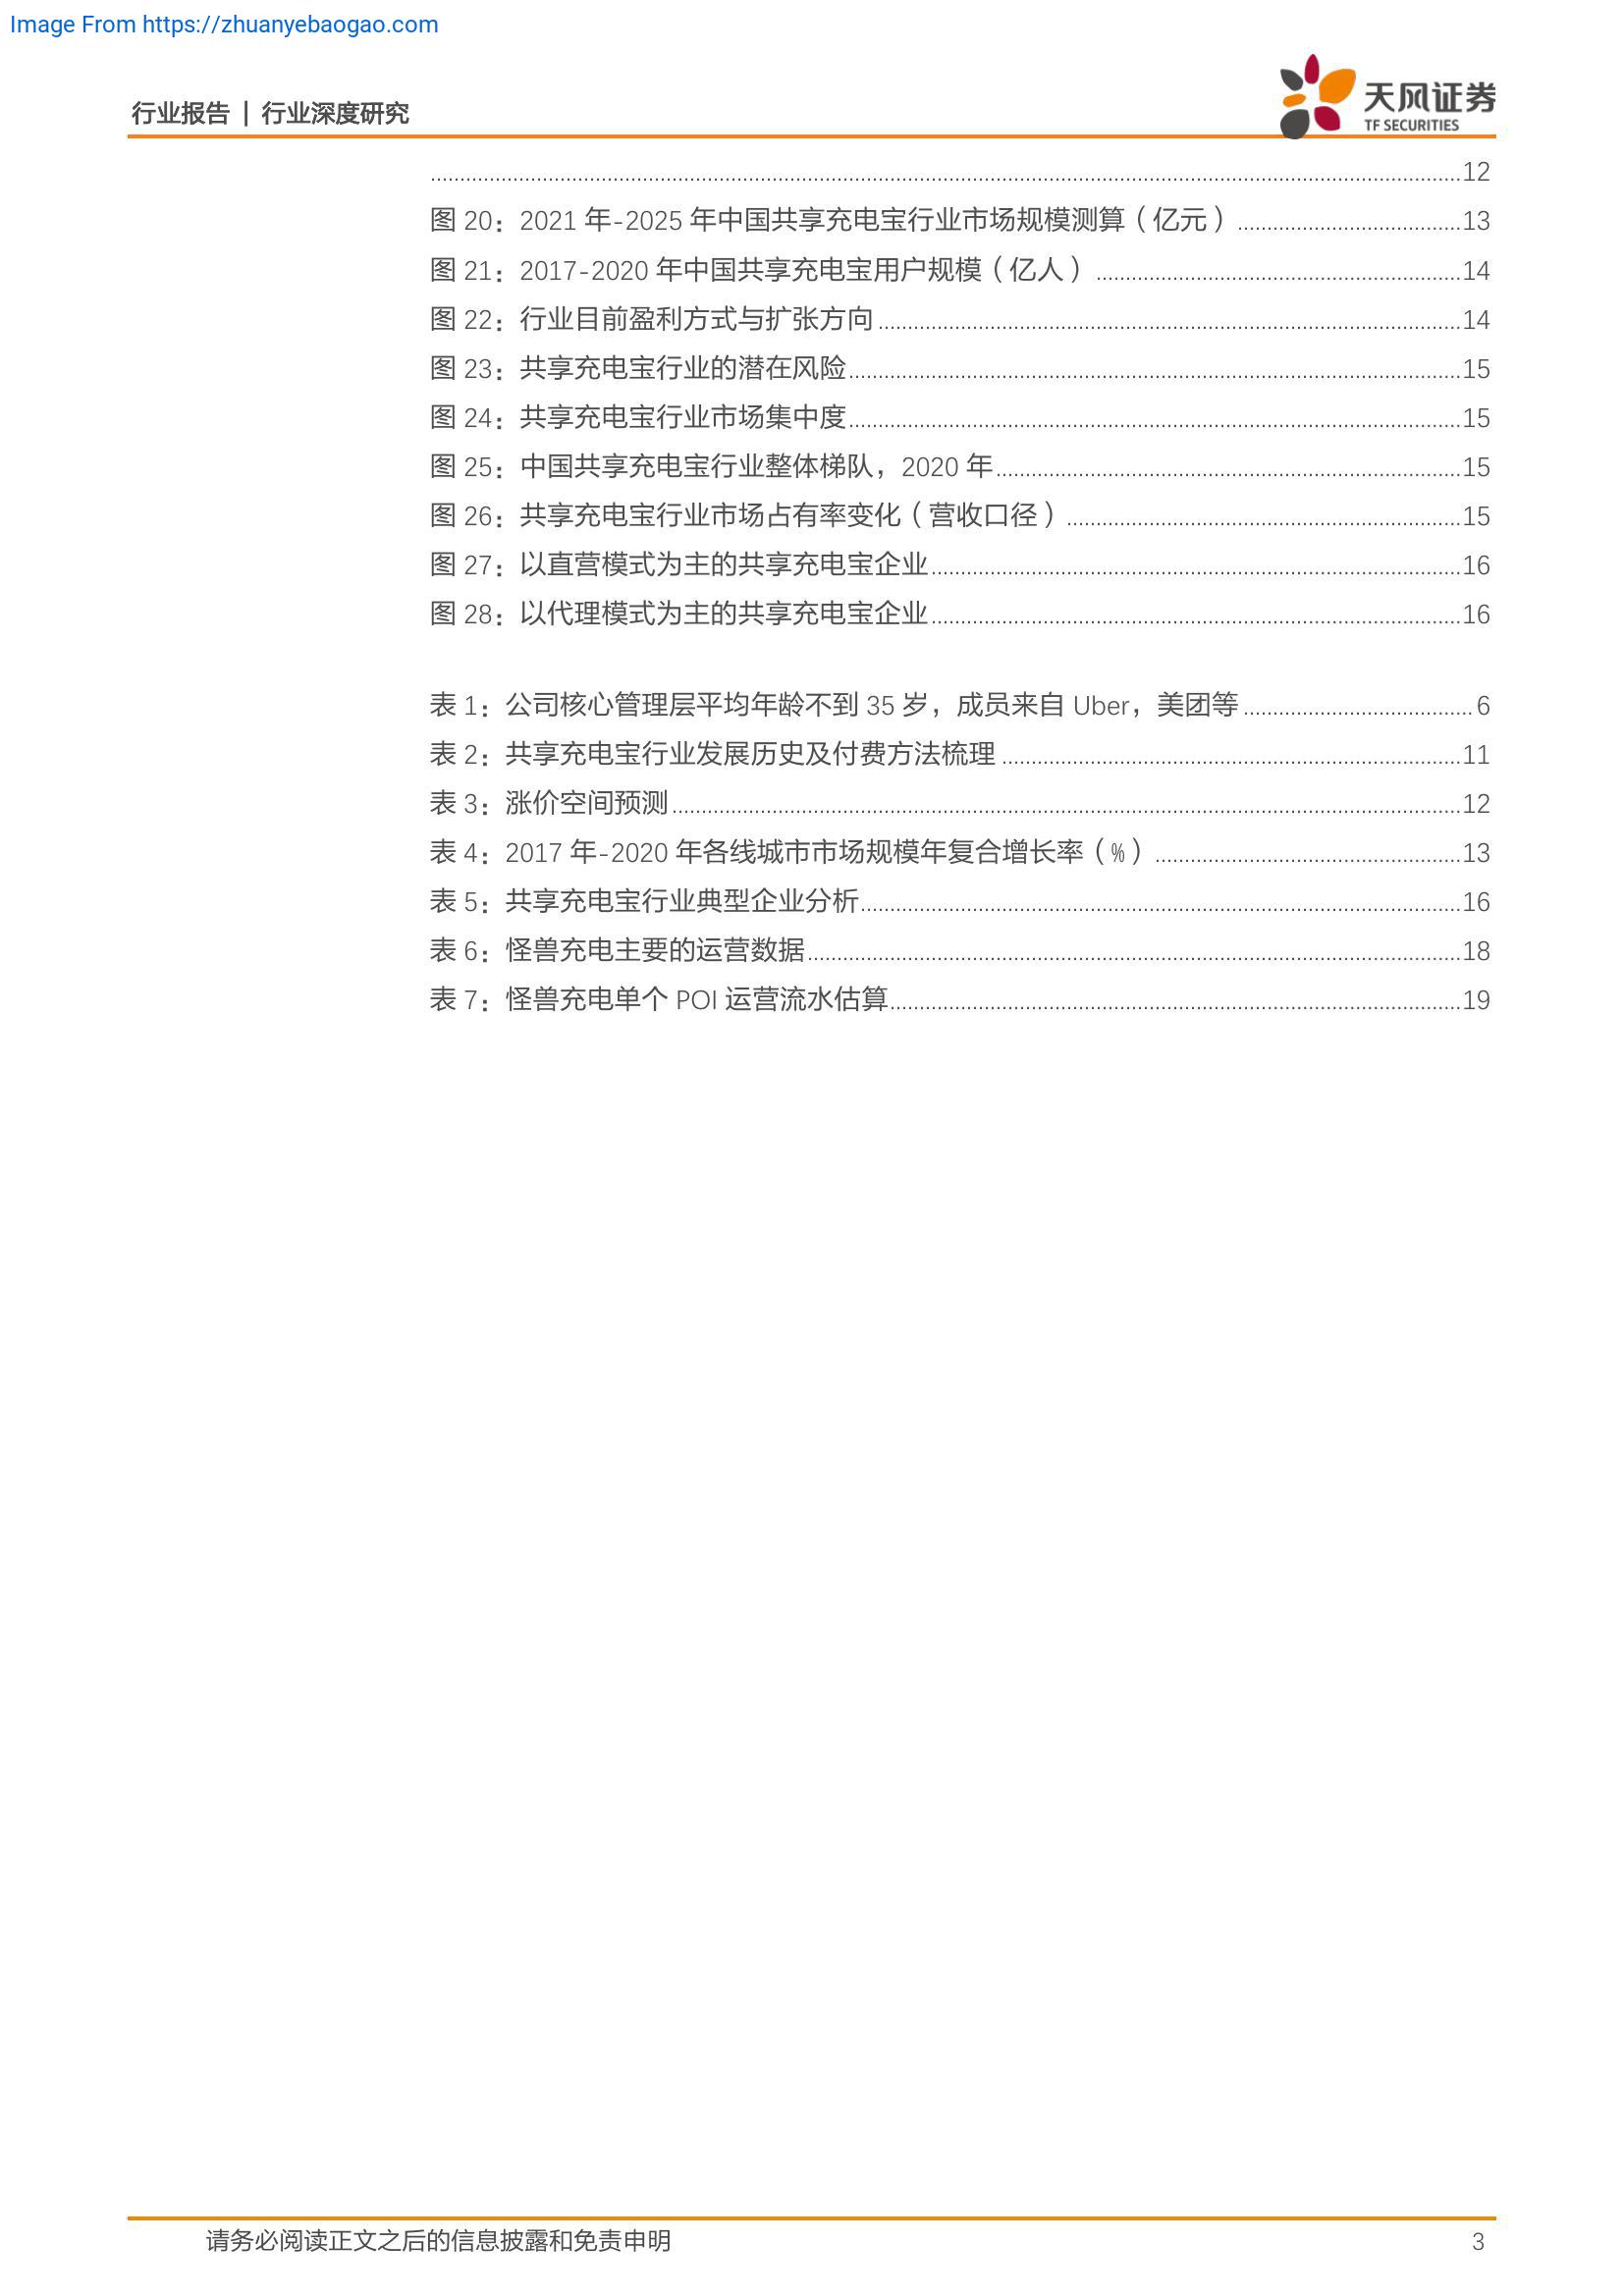 Image From https://zhuanyebaogao.com
行业报告 | 行业深度研究
天风证券
TF SECURITIES
........................................................................................................................12
图 20：2021 年-2025 年中国共享充电宝行业市场规模测算（亿元）........................13
图 21：2017-2020 年中国共享充电宝用户规模（亿人）........................14
图 22：行业目前盈利方式与扩张方向........................14
图 23：共享充电宝行业的潜在风险........................15
图 24：共享充电宝行业市场集中度........................15
图 25：中国共享充电宝行业整体梯队，2020 年........................15
图 26：共享充电宝行业市场占有率变化（营收口径）........................15
图 27：以直营模式为主的共享充电宝企业........................16
图 28：以代理模式为主的共享充电宝企业........................16
表 1：公司核心管理层平均年龄不到 35 岁，成员来自 Uber，美团等........................6
表 2：共享充电宝行业发展历史及付费方法梳理........................11
表 3：涨价空间预测........................12
表 4：2017 年-2020 年各线城市市场规模年复合增长率（%）........................13
表 5：共享充电宝行业典型企业分析........................16
表 6：怪兽充电主要的运营数据........................18
表 7：怪兽充电单个 POI 运营流水估算........................19
请务必阅读正文之后的信息披露和免责申明
3